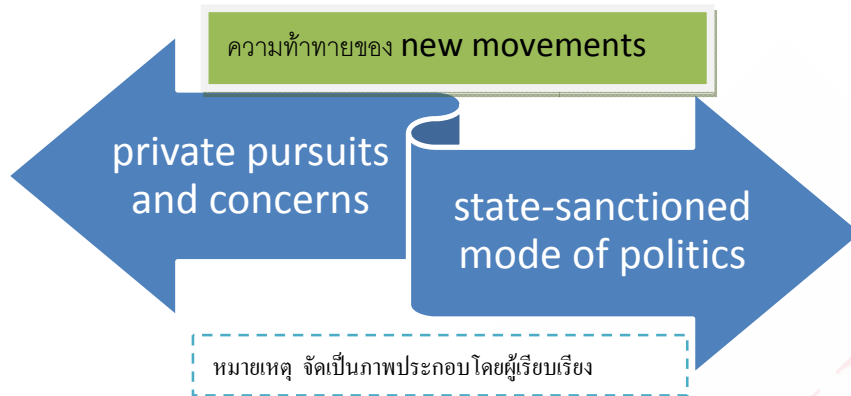 ความท้าทายของ new movements
private pursuits
and concerns
state-sanctioned
mode of politics
หมายเหตุ จัดเป็นภาพประกอบโดยผู้เรียบเรียง